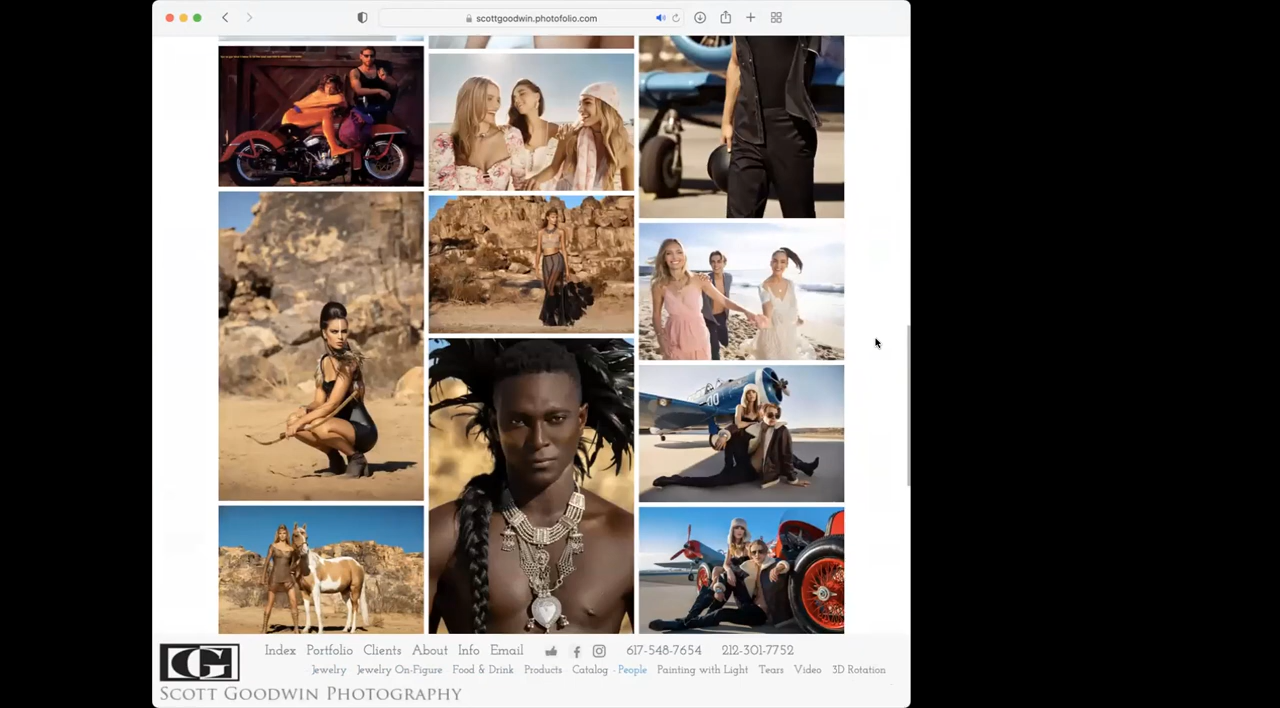 scottgoodwin.photofolio.com
Index Portfolio Clients About Info Email 617-548-7654 212-301-7752
Jewelry Jewelry On-Figure Food & Drink Products Catalog People Painting with Light Tears Video 3D Rotation
SCOTT GOODWIN PHOTOGRAPHY